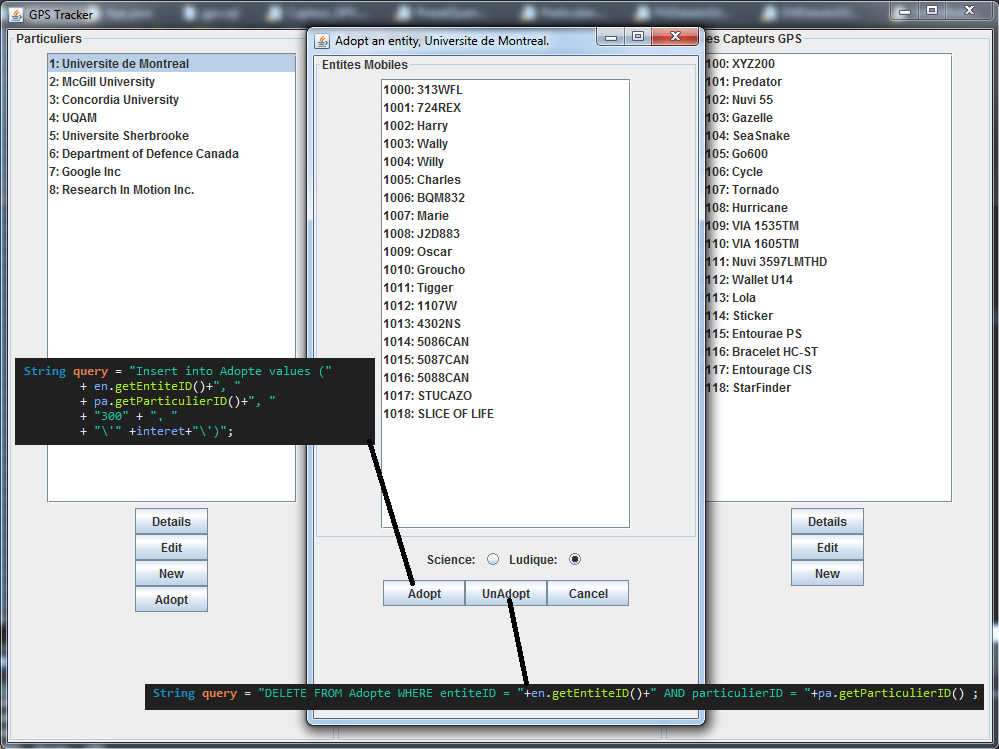 GPS Tracker
Particuliers
1: Universite de Montreal
2: McGill University
3: Concordia University
4: UQAM
5: Universite Sherbrooke
6: Department of Defence Canada
7: Google Inc
8: Research In Motion Inc.
Details
Edit
New
Adopt
Adopt an entity, Universite de Montreal.
Entites Mobiles
1000: 313WFL
1001: 724REX
1002: Harry
1003: Wally
1004: Willy
1005: Charles
1006: BQM832
1007: Marie
1008: J2D883
1009: Oscar
1010: Groucho
1011: Tigger
1012: 1107W
1013: 4302NS
1014: 5086CAN
1015: 5087CAN
1016: 5088CAN
1017: STUCAZO
1018: SLICE OF LIFE
Science:
Ludique:
Adopt
UnAdopt
Cancel
es Capteurs GPS
100: XYZ200
101: Predator
102: Nuvi 55
103: Gazelle
104: SeaSnake
105: Go600
106: Cycle
107: Tornado
108: Hurricane
109: VIA 1535TM
110: VIA 1605TM
111: Nuvi 3597LMTHD
112: Wallet U14
113: Lola
114: Sticker
115: Entourae PS
116: Bracelet HC-ST
117: Entourage CIS
118: StarFinder
Details
Edit
New
String query = "Insert into Adopte values ("
+ en.getEntiteID()+", "
+ pa.getParticulierID()+", "
+ "300" + ", "
+ "\'" +interet+"\')";
String query = "DELETE FROM Adopte WHERE entiteID = "+en.getEntiteID()+" AND particulierID = "+pa.getParticulierID() ;